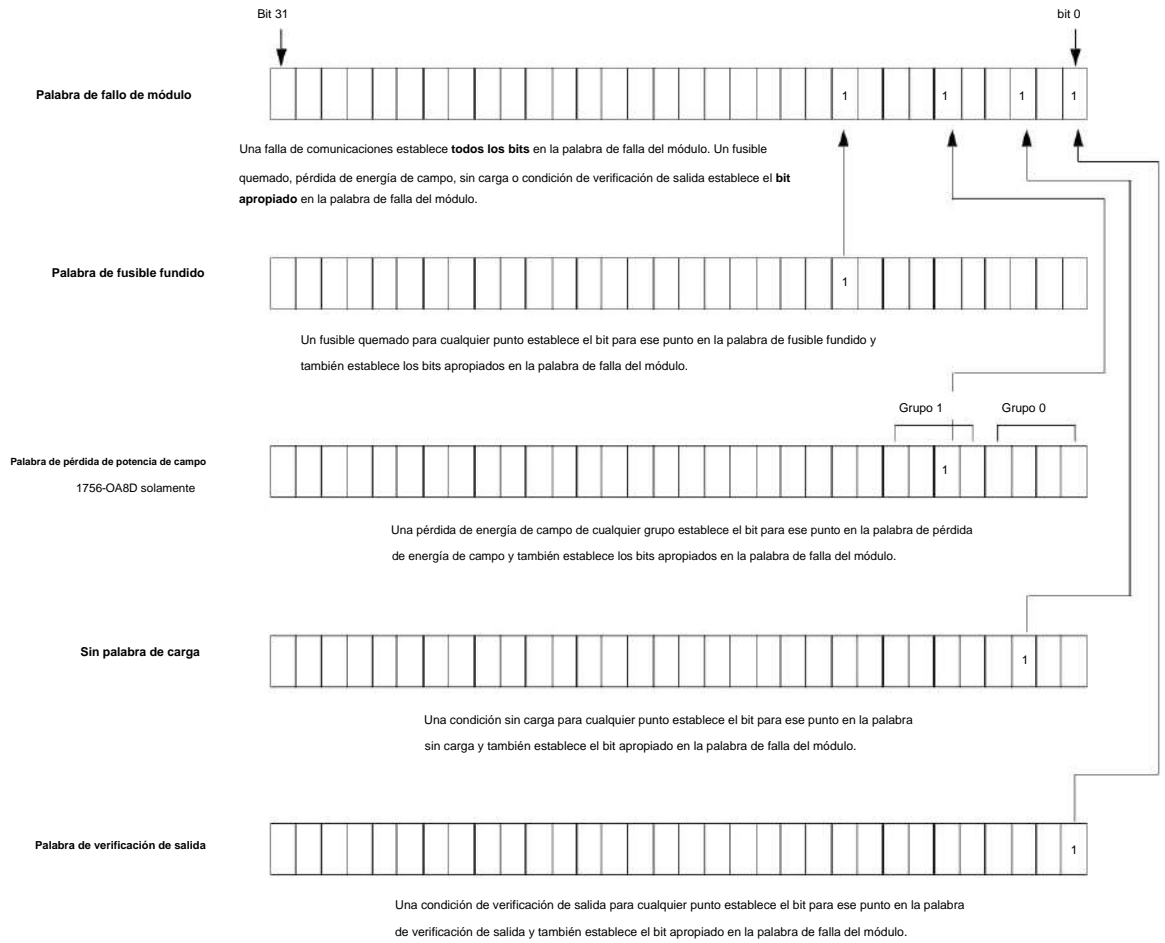 Bit 31
bit 0
Palabra de fallo de módulo
1
1
1
1
Una falla de comunicaciones establece todos los bits en la palabra de falla del módulo. Un fusible
quemado, pérdida de energía de campo, sin carga o condición de verificación de salida establece el bit
apropiado en la palabra de falla del módulo.
Palabra de fusible fundido
1
Un fusible quemado para cualquier punto establece el bit para ese punto en la palabra de fusible fundido y
también establece los bits apropiados en la palabra de falla del módulo.
Grupo 1
Grupo 0
Palabra de pérdida de potencia de campo
1756-OA8D solamente
1
Una pérdida de energía de campo de cualquier grupo establece el bit para ese punto en la palabra de pérdida
de energía de campo y también establece los bits apropiados en la palabra de falla del módulo.
Sin palabra de carga
1
Una condición sin carga para cualquier punto establece el bit para ese punto en la palabra
sin carga y también establece el bit apropiado en la palabra de falla del módulo.
Palabra de verificación de salida
1
Una condición de verificación de salida para cualquier punto establece el bit para ese punto en la palabra
de verificación de salida y también establece el bit apropiado en la palabra de falla del módulo.